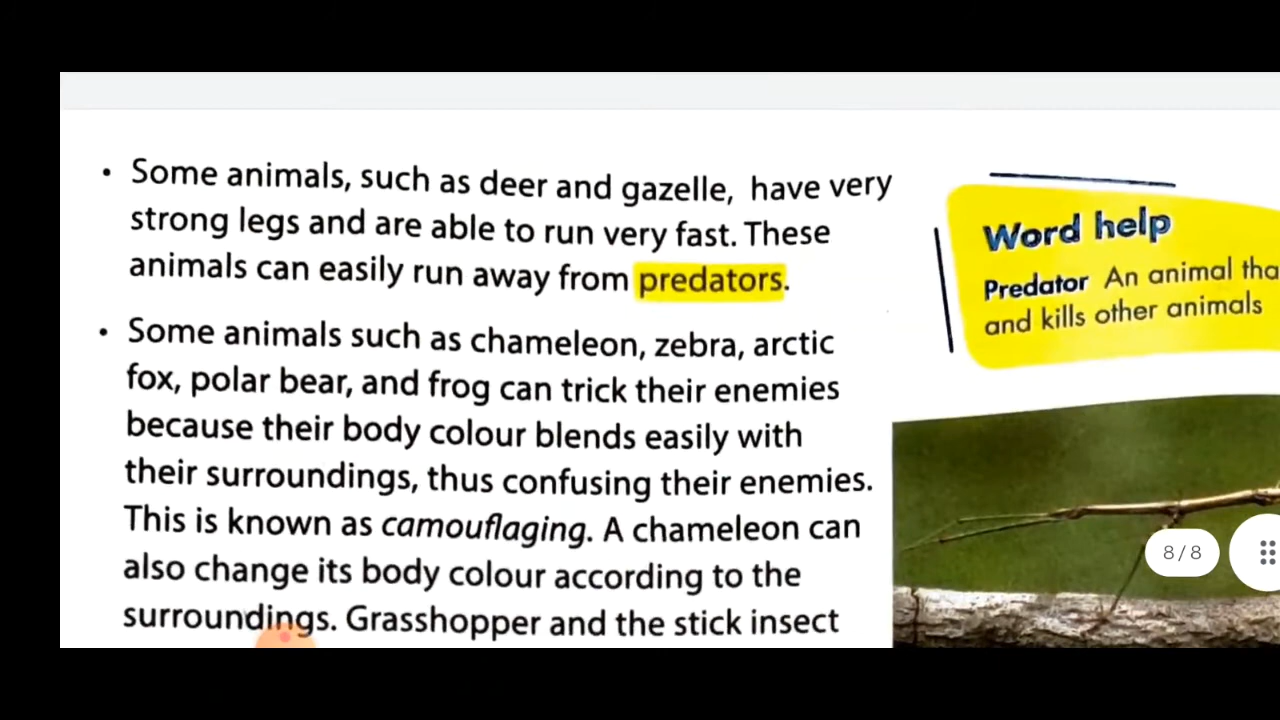 • Some animals, such as deer and gazelle, have very
strong legs and are able to run very fast. These
animals can easily run away from predators.
• Some animals such as chameleon, zebra, arctic
fox, polar bear, and frog can trick their enemies
because their body colour blends easily with
their surroundings, thus confusing their enemies.
This is known as camouflaging. A chameleon can
also change its body colour according to the
surroundings. Grasshopper and the stick insect
Word help
Predator An animal tha
and kills other animals
8 / 8